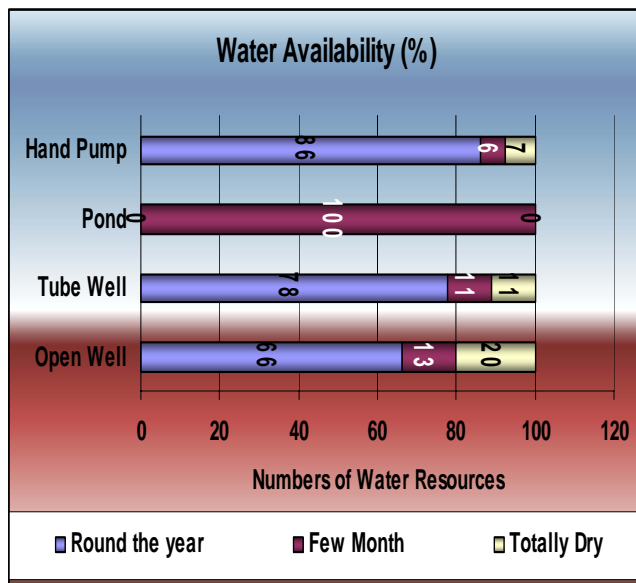 Water Availability (%)
Hand Pump 86 6 7
Pond 0 100 0
Tube Well 78 11 11
Open Well 66 13 20
0 20 40 60 80 100 120
Numbers of Water Resources
Round the year Few Month Totally Dry